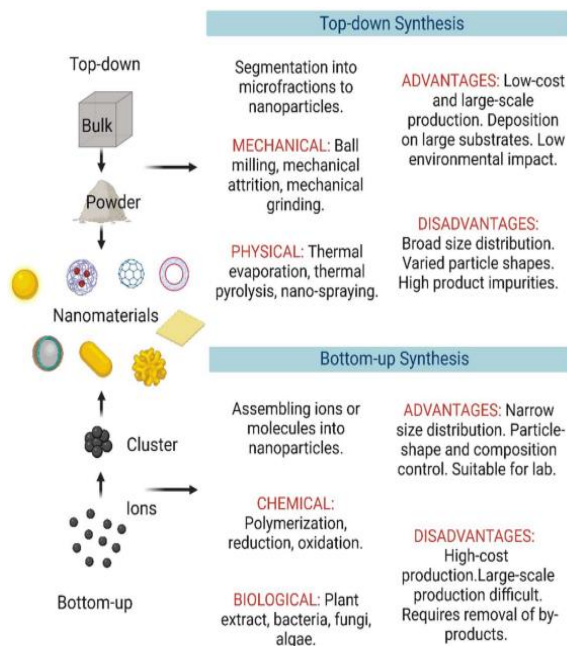 Top-down Synthesis
Top-down
Bulk
Powder
Nanomaterials
Cluster
Ions
Bottom-up
Segmentation into
microfractions to
nanoparticles.
MECHANICAL: Ball
milling, mechanical
attrition, mechanical
grinding.
PHYSICAL: Thermal
evaporation, thermal
pyrolysis, nano-spraying.
ADVANTAGES: Low-cost
and large-scale
production. Deposition
on large substrates. Low
environmental impact.
DISADVANTAGES:
Broad size distribution.
Varied particle shapes.
High product impurities.
Bottom-up Synthesis
Assembling ions or
molecules into
nanoparticles.
CHEMICAL:
Polymerization,
reduction, oxidation.
BIOLOGICAL: Plant
extract, bacteria, fungi,
algae.
ADVANTAGES: Narrow
size distribution. Particle-
shape and composition
control. Suitable for lab.
DISADVANTAGES:
High-cost
production.Large-scale
production difficult.
Requires removal of by-
products.